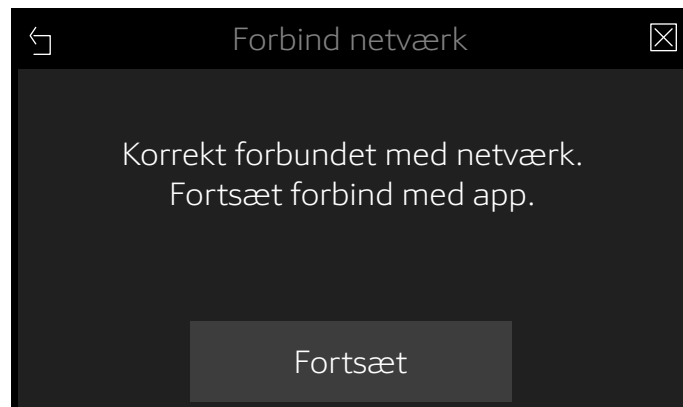 Forbind netværk
Korrekt forbundet med netværk.
Fortsæt forbind med app.
Fortsæt